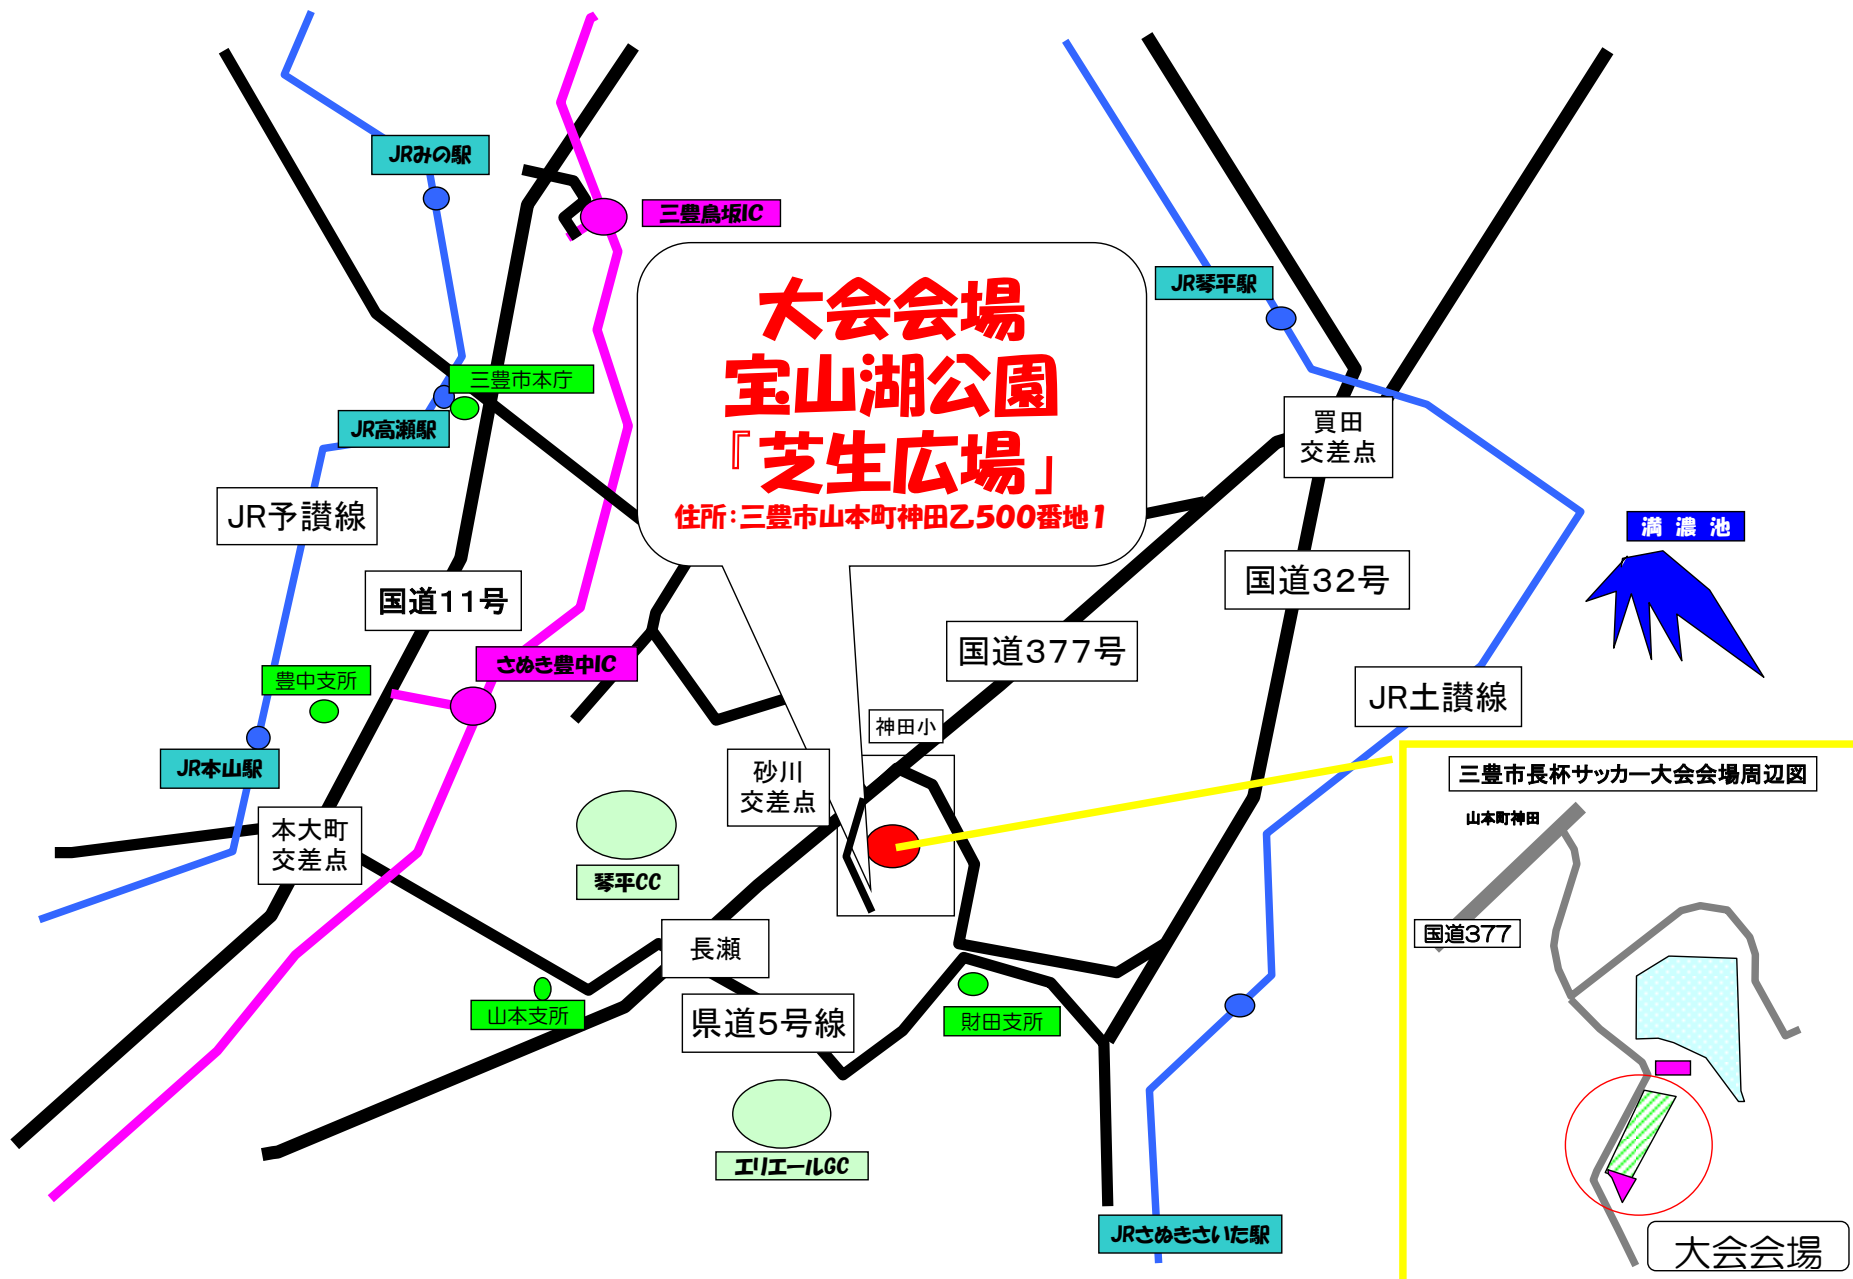 JRみの駅
三豊鳥坂IC
大会会場
宝山湖公園
『芝生広場」
住所：三豊市山本町神田乙500番地1
JR琴平駅
三豊市本庁
JR高瀬駅
買田
交差点
JR予讃線
満 濃 池
国道11号
国道32号
国道377号
さぬき豊中IC
豊中支所
JR土讃線
神田小
JR本山駅
砂川
交差点
三豊市長杯サッカー大会会場周辺図
山本町神田
本大町
交差点
琴平CC
国道377
長瀬
山本支所
県道5号線
財田支所
エリエールGC
JRさぬきさいた駅
大会会場